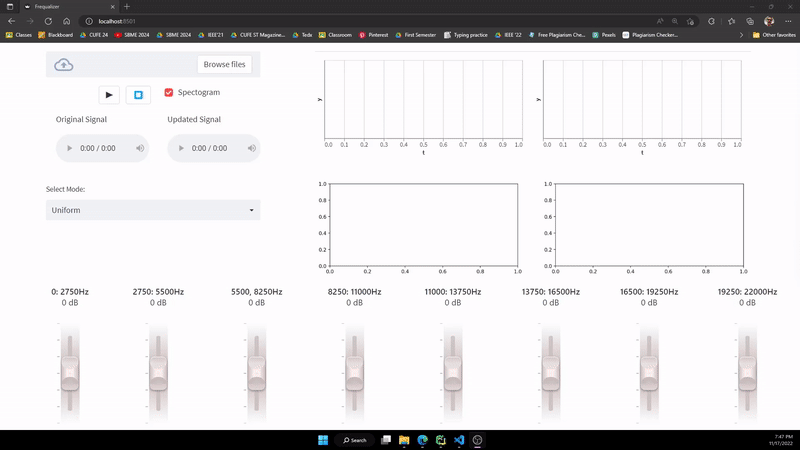 Frequalizer
localhost:8501
Classes Blackboard CUFE 24 SBME 2024 SBME 2024 IEEE'21 CUFE ST Magazine... Tedx Classroom Pinterest First Semester Typing practice IEEE '22 Free Plagiarism Che... Pexels Plagiarism Checker... Other favorites
Browse files
Spectogram
Original Signal Updated Signal
0:00 / 0:00 0:00 / 0:00
Select Mode:
Uniform
y
0.0 0.1 0.2 0.3 0.4 0.5 0.6 0.7 0.8 0.9 1.0
t
y
0.0 0.1 0.2 0.3 0.4 0.5 0.6 0.7 0.8 0.9 1.0
t
1.0
0.8
0.6
0.4
0.2
0.0
0.0 0.2 0.4 0.6 0.8 1.0
1.0
0.8
0.6
0.4
0.2
0.0
0.0 0.2 0.4 0.6 0.8 1.0
0: 2750Hz 2750: 5500Hz 5500, 8250Hz 8250: 11000Hz 11000: 13750Hz 13750: 16500Hz 16500: 19250Hz 19250: 22000Hz
0 dB 0 dB 0 dB 0 dB 0 dB 0 dB 0 dB 0 dB
Search
7:47 PM
11/17/2022